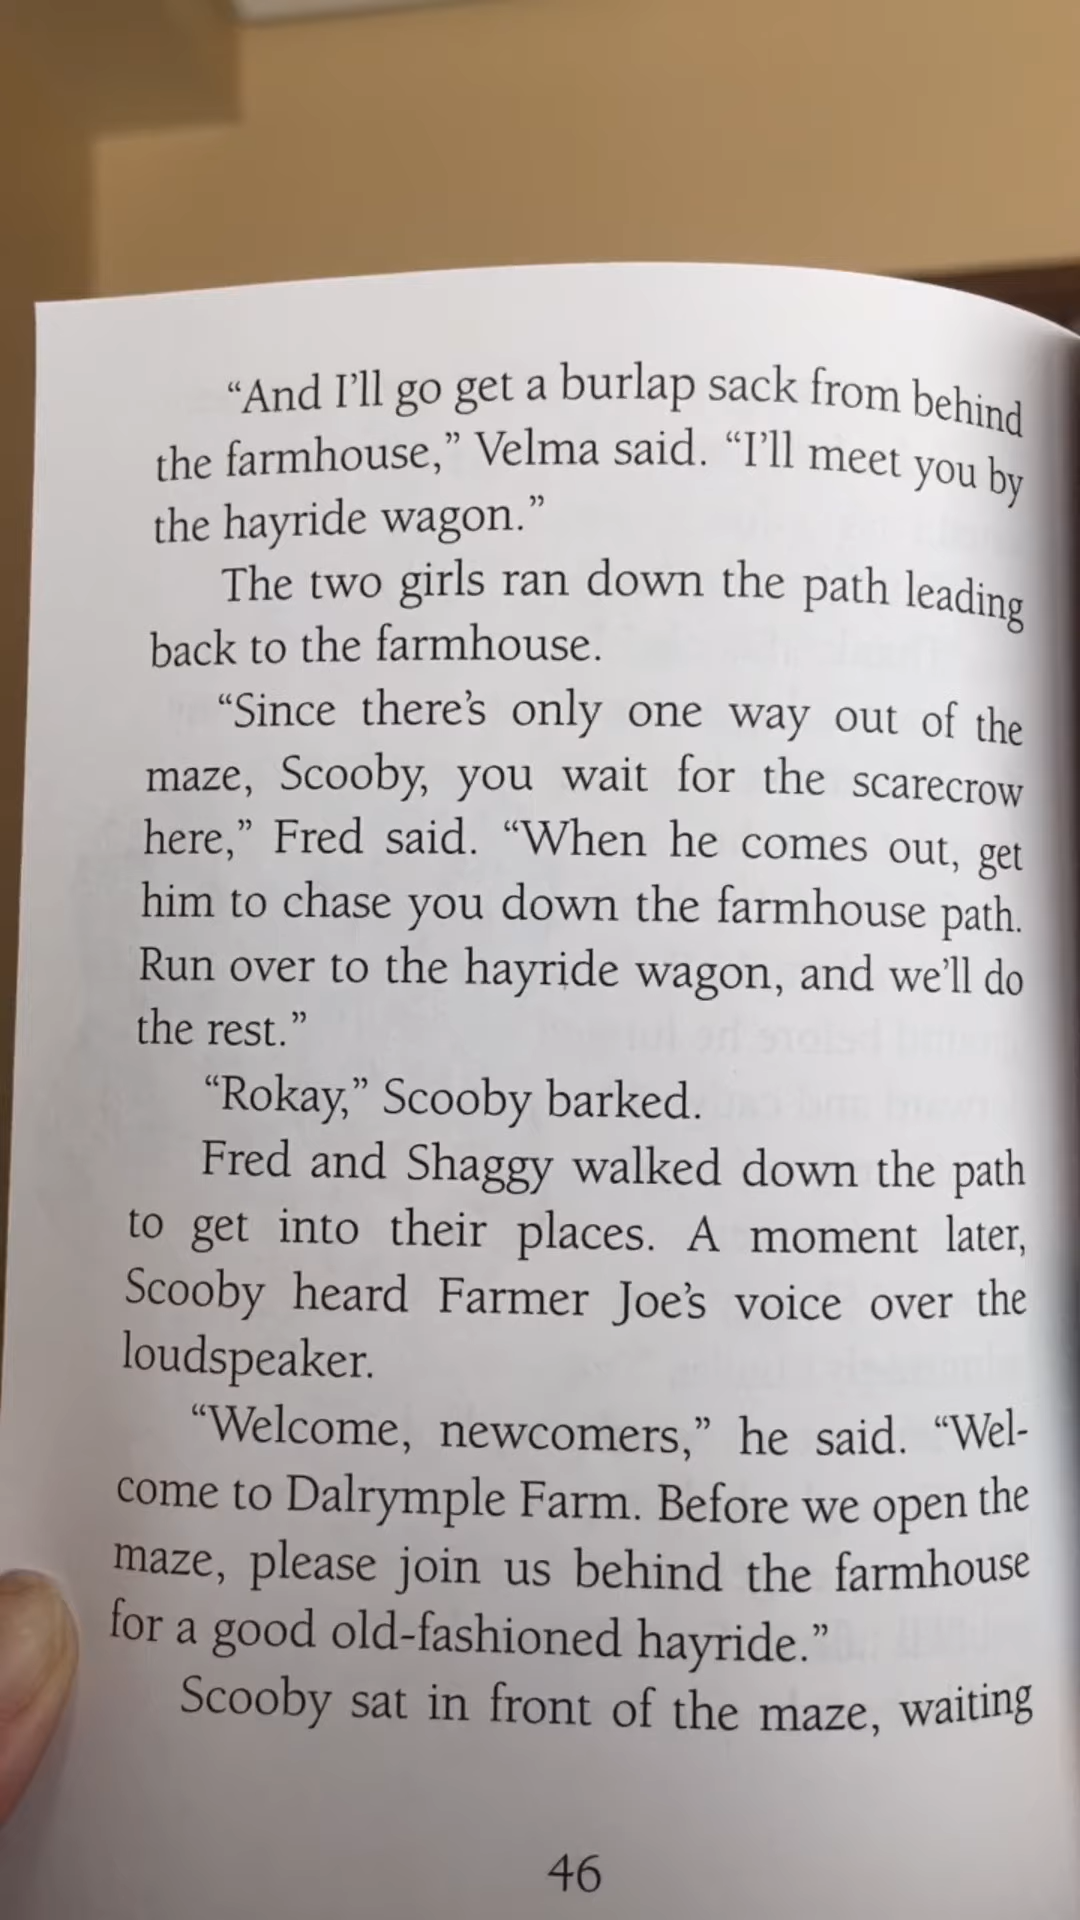 “And I’ll go get a burlap sack from behind
the farmhouse,” Velma said. “I’ll meet you by
the hayride wagon.”
The two girls ran down the path leading
back to the farmhouse.
“Since there’s only one way out of the
maze, Scooby, you wait for the scarecrow
here,” Fred said. “When he comes out, get
him to chase you down the farmhouse path.
Run over to the hayride wagon, and we’ll do
the rest.”
“Rokay,” Scooby barked.
Fred and Shaggy walked down the path
to get into their places. A moment later,
Scooby heard Farmer Joe’s voice over the
loudspeaker.
“Welcome, newcomers,” he said. “Wel-
come to Dalrymple Farm. Before we open the
maze, please join us behind the farmhouse
for a good old-fashioned hayride.”
Scooby sat in front of the maze, waiting
46